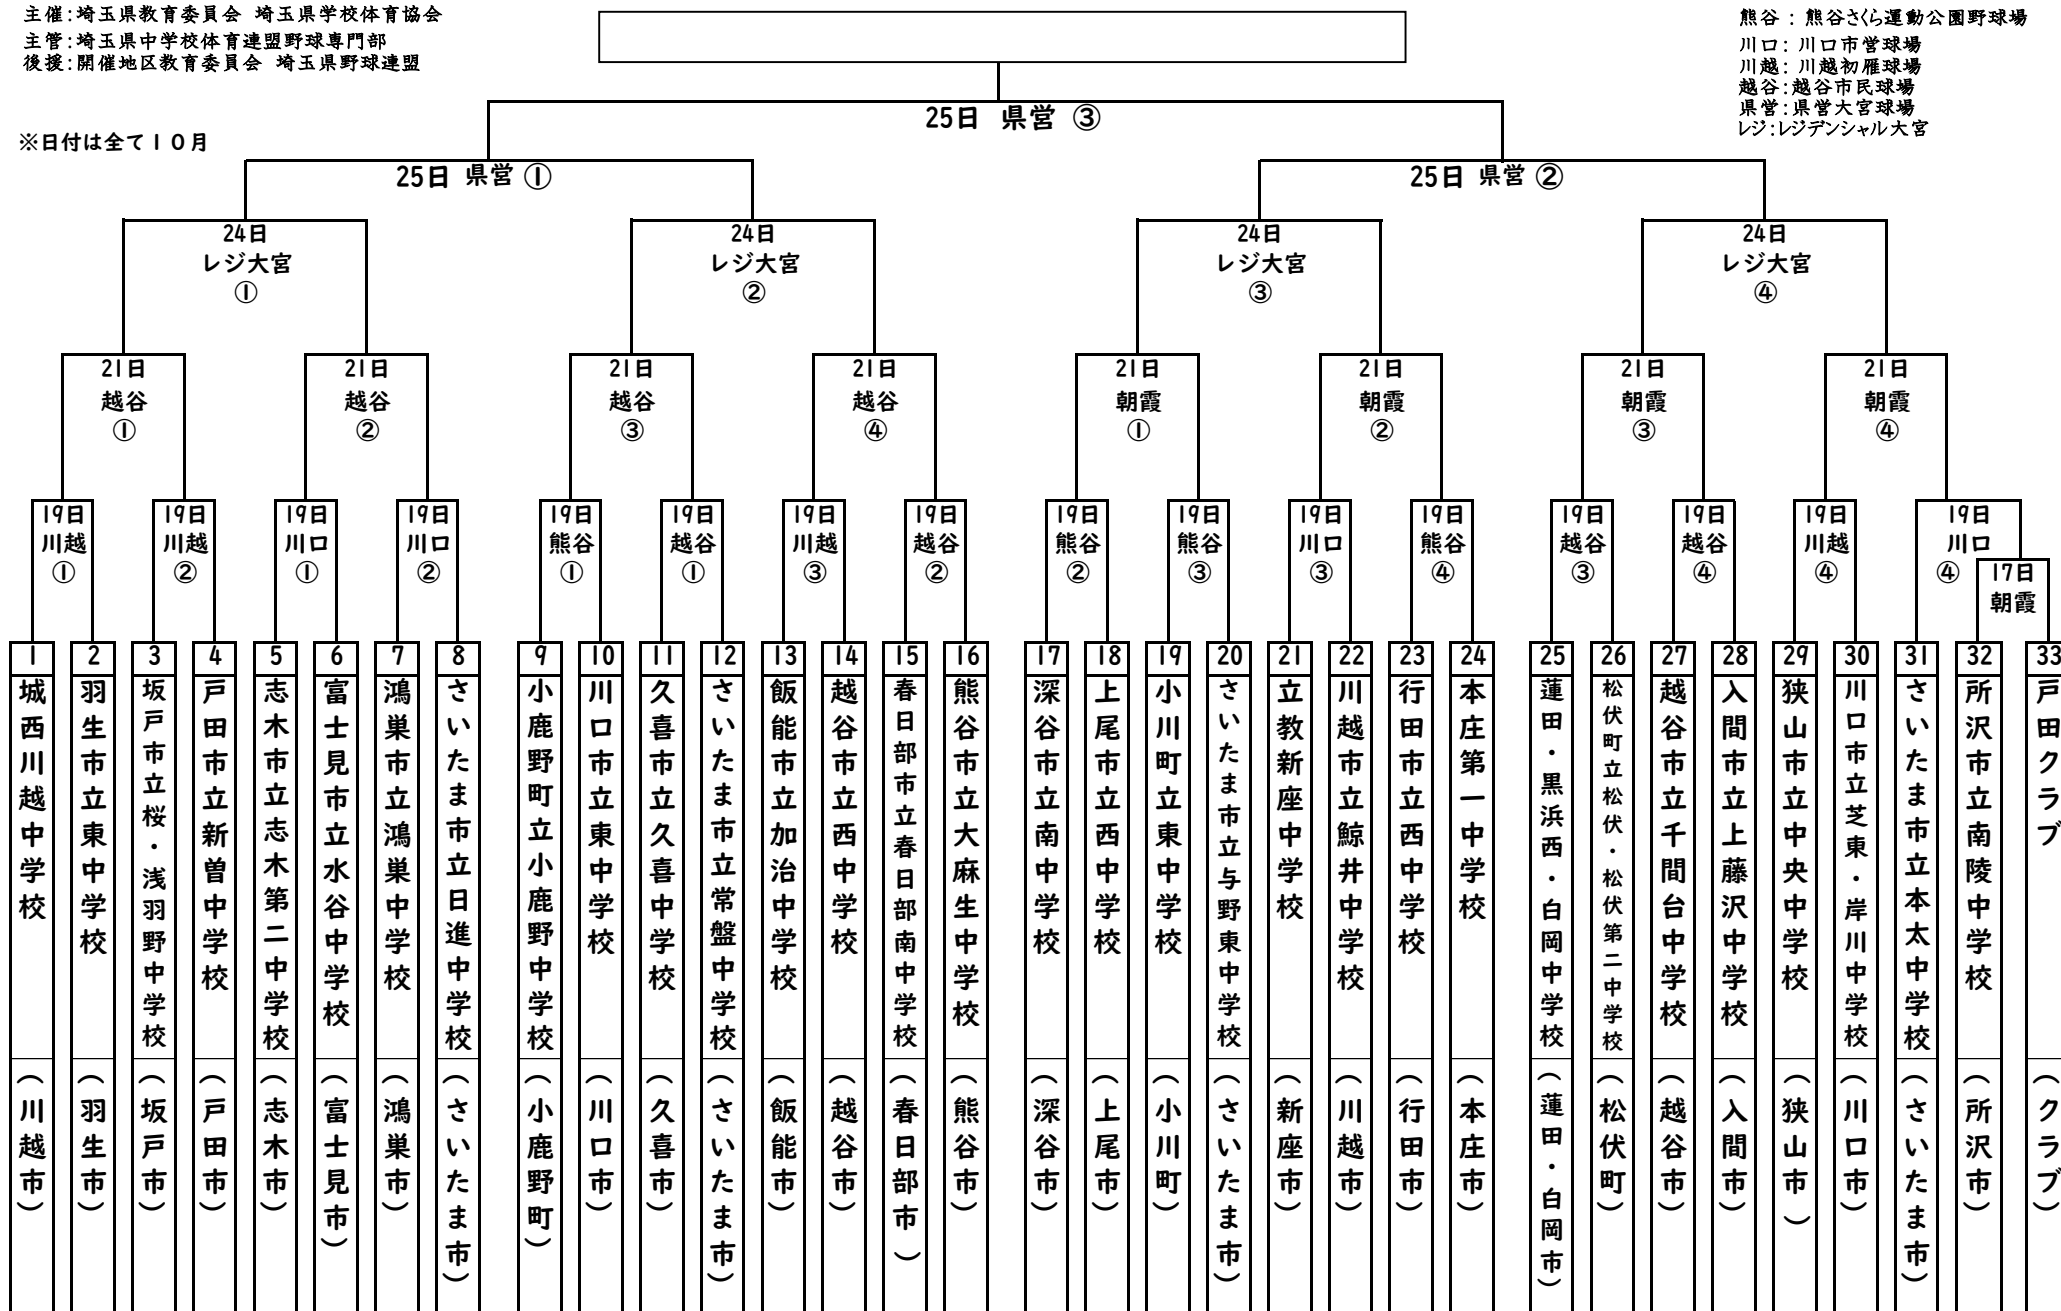 主催:埼玉県教育委員会 埼玉県学校体育協会
主管:埼玉県中学校体育連盟野球専門部
後援:開催地区教育委員会 埼玉県野球連盟
熊谷：熊谷さくら運動公園野球場
川口：川口市営球場
川越：川越初雁球場
越谷:越谷市民球場
県営:県営大宮球場
レジ:レジデンシャル大宮
※日付は全て10月
25日 県営 ③
25日 県営 ①
25日 県営 ②
24日
レジ大宮
①
24日
レジ大宮
②
24日
レジ大宮
③
24日
レジ大宮
④
21日
越谷
①
21日
越谷
②
21日
越谷
③
21日
越谷
④
21日
朝霞
①
21日
朝霞
②
21日
朝霞
③
21日
朝霞
④
19日
川越
①
19日
川越
②
19日
川口
①
19日
川口
②
19日
熊谷
①
19日
越谷
①
19日
川越
③
19日
越谷
②
19日
熊谷
②
19日
熊谷
③
19日
川口
③
19日
熊谷
④
19日
越谷
③
19日
越谷
④
19日
川越
④
19日
川口
④
17日
朝霞
1
城西川越中学校
(川越市)
2
羽生市立東中学校
(羽生市)
3
坂戸市立桜・浅羽野中学校
(坂戸市)
4
戸田市立新曽中学校
(戸田市)
5
志木市立志木第二中学校
(志木市)
6
富士見市立水谷中学校
(富士見市)
7
鴻巣市立鴻巣中学校
(鴻巣市)
8
さいたま市立日進中学校
(さいたま市)
9
小鹿野町立小鹿野中学校
(小鹿野町)
10
川口市立東中学校
(川口市)
11
久喜市立久喜中学校
(久喜市)
12
さいたま市立常盤中学校
(さいたま市)
13
飯能市立加治中学校
(飯能市)
14
越谷市立西中学校
(越谷市)
15
春日部市立春日部南中学校
(春日部市)
16
熊谷市立大麻生中学校
(熊谷市)
17
深谷市立南中学校
(深谷市)
18
上尾市立西中学校
(上尾市)
19
小川町立東中学校
(小川町)
20
さいたま市立与野東中学校
(さいたま市)
21
立教新座中学校
(新座市)
22
川越市立鯨井中学校
(川越市)
23
行田市立西中学校
(行田市)
24
本庄第一中学校
(本庄市)
25
蓮田・黒浜西・白岡中学校
(蓮田・白岡市)
26
松伏町立松伏・松伏第二中学校
(松伏町)
27
越谷市立千間台中学校
(越谷市)
28
入間市立上藤沢中学校
(入間市)
29
狭山市立中央中学校
(狭山市)
30
川口市立芝東・岸川中学校
(川口市)
31
さいたま市立本太中学校
(さいたま市)
32
所沢市立南陵中学校
(所沢市)
33
戸田クラブ
(クラブ)